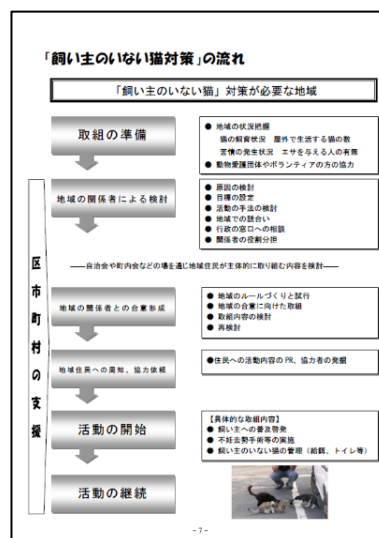 「飼い主のいない猫対策」の流れ
「飼い主のいない猫」対策が必要な地域
取組の準備
● 地域の状況把握
猫の飼育状況　屋外で生活する猫の数
苦情の発生状況　エサを与える人の有無
● 動物愛護団体やボランティアの方の協力
区市町村の支援
地域の関係者による検討
● 原因の検討
● 目標の設定
● 活動の手法の検討
● 地域での話合い
● 行政の窓口への相談
● 関係者の役割分担
――自治会や町内会などの場を通じ地域住民が主体的に取り組む内容を検討――
地域の関係者との合意形成
● 地域のルールづくりと試行
● 地域の合意に向けた取組
● 取組内容の検討
● 再検討
地域住民への周知、協力依頼
●住民への活動内容のPR、協力者の発掘
活動の開始
【具体的な取組内容】
● 飼い主への普及啓発
● 不妊去勢手術等の実施
● 飼い主のいない猫の管理（給餌、トイレ等）
活動の継続
- 7 -